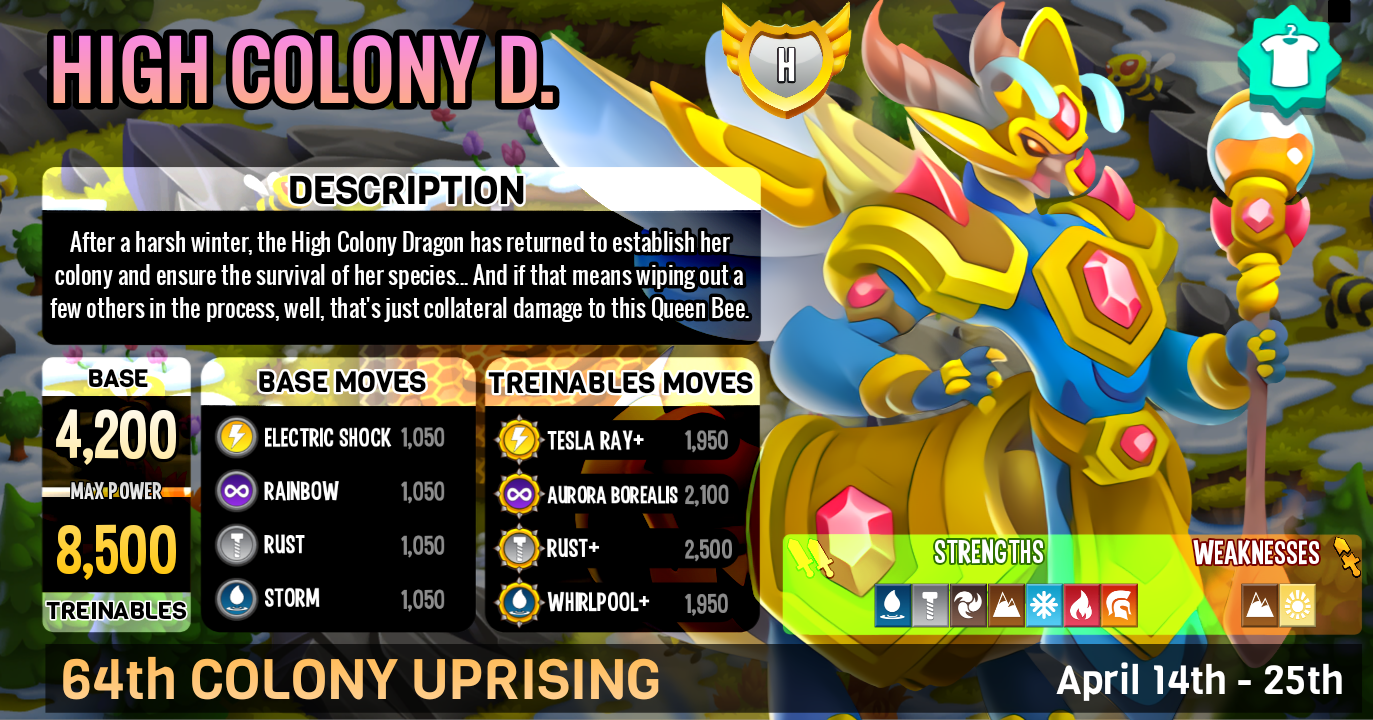 HIGH COLONY D.
H
DESCRIPTION
After a harsh winter, the High Colony Dragon has returned to establish her
colony and ensure the survival of her species... And if that means wiping out a
few others in the process, well, that's just collateral damage to this Queen Bee.
BASE
4,200
MAX POWER
8,500
TREINABLES
BASE MOVES
ELECTRIC SHOCK 1,050
RAINBOW 1,050
RUST 1,050
STORM 1,050
TREINABLES MOVES
TESLA RAY+ 1,950
AURORA BOREALIS 2,100
RUST+ 2,500
WHIRLPOOL+ 1,950
STRENGTHS
WEAKNESSES
64th COLONY UPRISING
April 14th - 25th